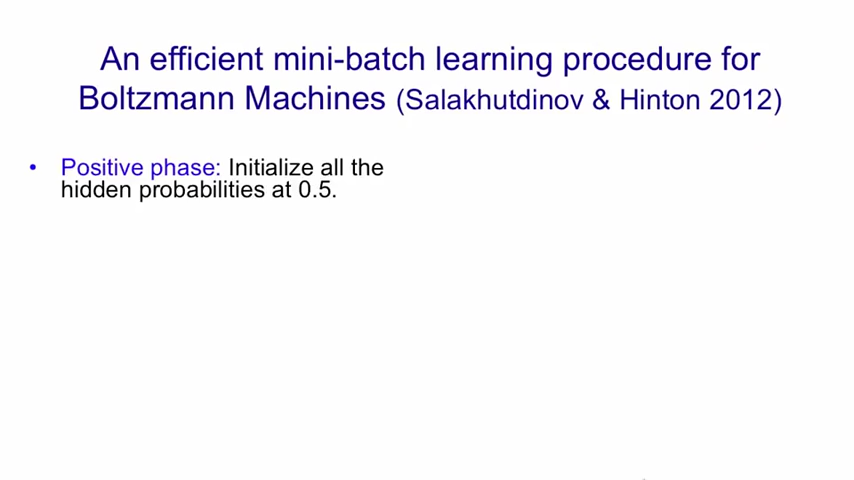 An efficient mini-batch learning procedure for
Boltzmann Machines (Salakhutdinov & Hinton 2012)
• Positive phase: Initialize all the
hidden probabilities at 0.5.